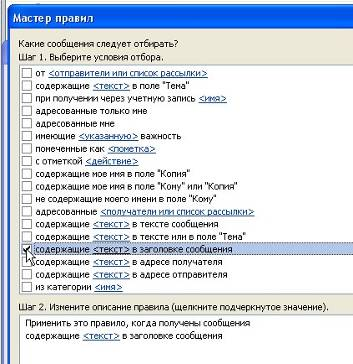 Мастер правил
Какие сообщения следует отбирать?
Шаг 1. Выберите условия отбора.
от <отправители или список рассылки>
содержащие <текст> в поле "Тема"
при получении через учетную запись <имя>
адресованные только мне
адресованные мне
имеющие <указанную> важность
помеченные как <пометка>
с отметкой <действие>
содержащие мое имя в поле "Копия"
содержащие мое имя в поле "Кому" или "Копия"
не содержащие моего имени в поле "Кому"
адресованные <получатели или список рассылки>
содержащие <текст> в тексте сообщения
содержащие <текст> в тексте или в поле "Тема"
содержащие <текст> в заголовке сообщения
содержащие <текст> в адресе получателя
содержащие <текст> в адресе отправителя
из категории <имя>
Шаг 2. Измените описание правила (щелкните подчеркнутое значение).
Применить это правило, когда получены сообщения
содержащие <текст> в заголовке сообщения